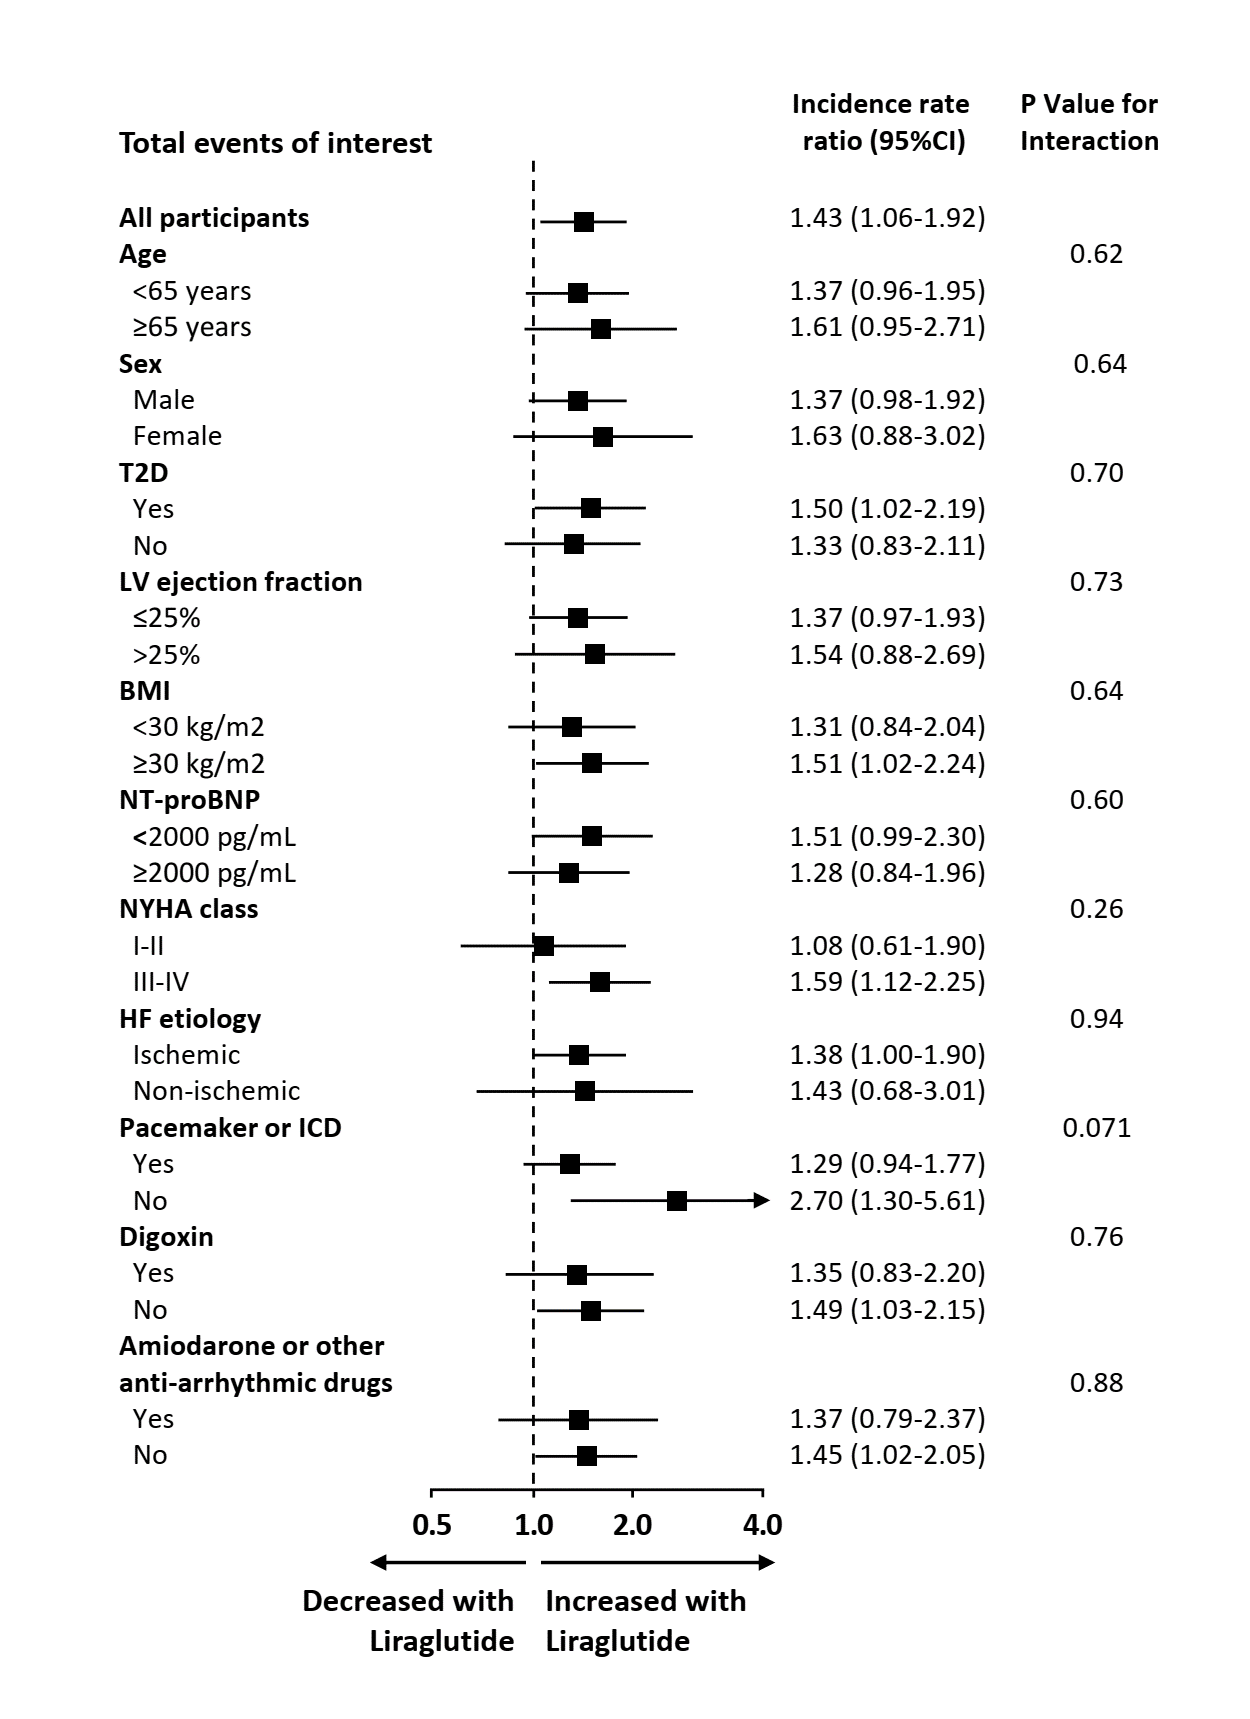 Incidence rate P Value for
Total events of interest ratio (95%CI) Interaction
All participants 1.43 (1.06-1.92)
Age 0.62
<65 years 1.37 (0.96-1.95)
≥65 years 1.61 (0.95-2.71)
Sex 0.64
Male 1.37 (0.98-1.92)
Female 1.63 (0.88-3.02)
T2D 0.70
Yes 1.50 (1.02-2.19)
No 1.33 (0.83-2.11)
LV ejection fraction 0.73
≤25% 1.37 (0.97-1.93)
>25% 1.54 (0.88-2.69)
BMI 0.64
<30 kg/m2 1.31 (0.84-2.04)
≥30 kg/m2 1.51 (1.02-2.24)
NT-proBNP 0.60
<2000 pg/mL 1.51 (0.99-2.30)
≥2000 pg/mL 1.28 (0.84-1.96)
NYHA class 0.26
I-II 1.08 (0.61-1.90)
III-IV 1.59 (1.12-2.25)
HF etiology 0.94
Ischemic 1.38 (1.00-1.90)
Non-ischemic 1.43 (0.68-3.01)
Pacemaker or ICD 0.071
Yes 1.29 (0.94-1.77)
No 2.70 (1.30-5.61)
Digoxin 0.76
Yes 1.35 (0.83-2.20)
No 1.49 (1.03-2.15)
Amiodarone or other
anti-arrhythmic drugs 0.88
Yes 1.37 (0.79-2.37)
No 1.45 (1.02-2.05)
0.5 1.0 2.0 4.0
Decreased with Increased with
Liraglutide Liraglutide